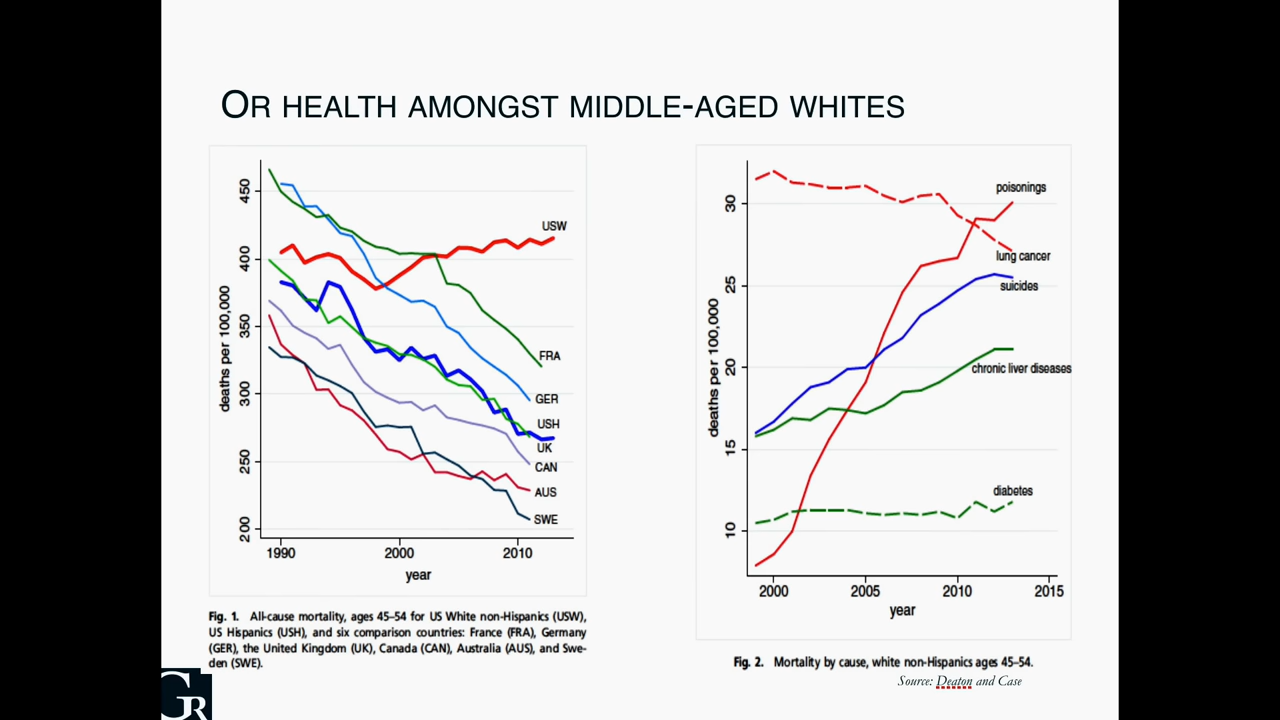 OR HEALTH AMONGST MIDDLE-AGED WHITES
450
400
350
300
250
200
deaths per 100,000
1990
2000
2010
year
USW
FRA
GER
USH
UK
CAN
AUS
SWE
Fig. 1. All-cause mortality, ages 45–54 for US White non-Hispanics (USW),
US Hispanics (USH), and six comparison countries: France (FRA), Germany
(GER), the United Kingdom (UK), Canada (CAN), Australia (AUS), and Swe-
den (SWE).
30
25
20
15
10
deaths per 100,000
2000
2005
2010
2015
year
poisonings
lung cancer
suicides
chronic liver diseases
diabetes
Fig. 2. Mortality by cause, white non-Hispanics ages 45–54.
Source: Deaton and Case
GR